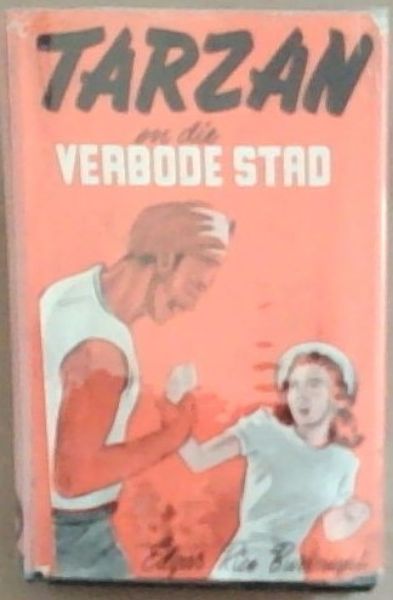 TARZAN
en die
VERBODE STAD
Edgar Rice Burroughs